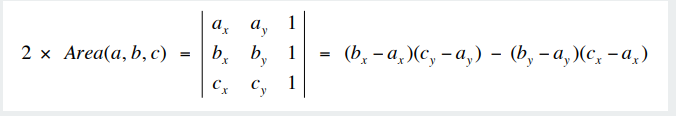 2 × Area(a, b, c) = | a_x a_y 1 |
| b_x b_y 1 | = (b_x − a_x)(c_y − a_y) − (b_y − a_y)(c_x − a_x)
| c_x c_y 1 |